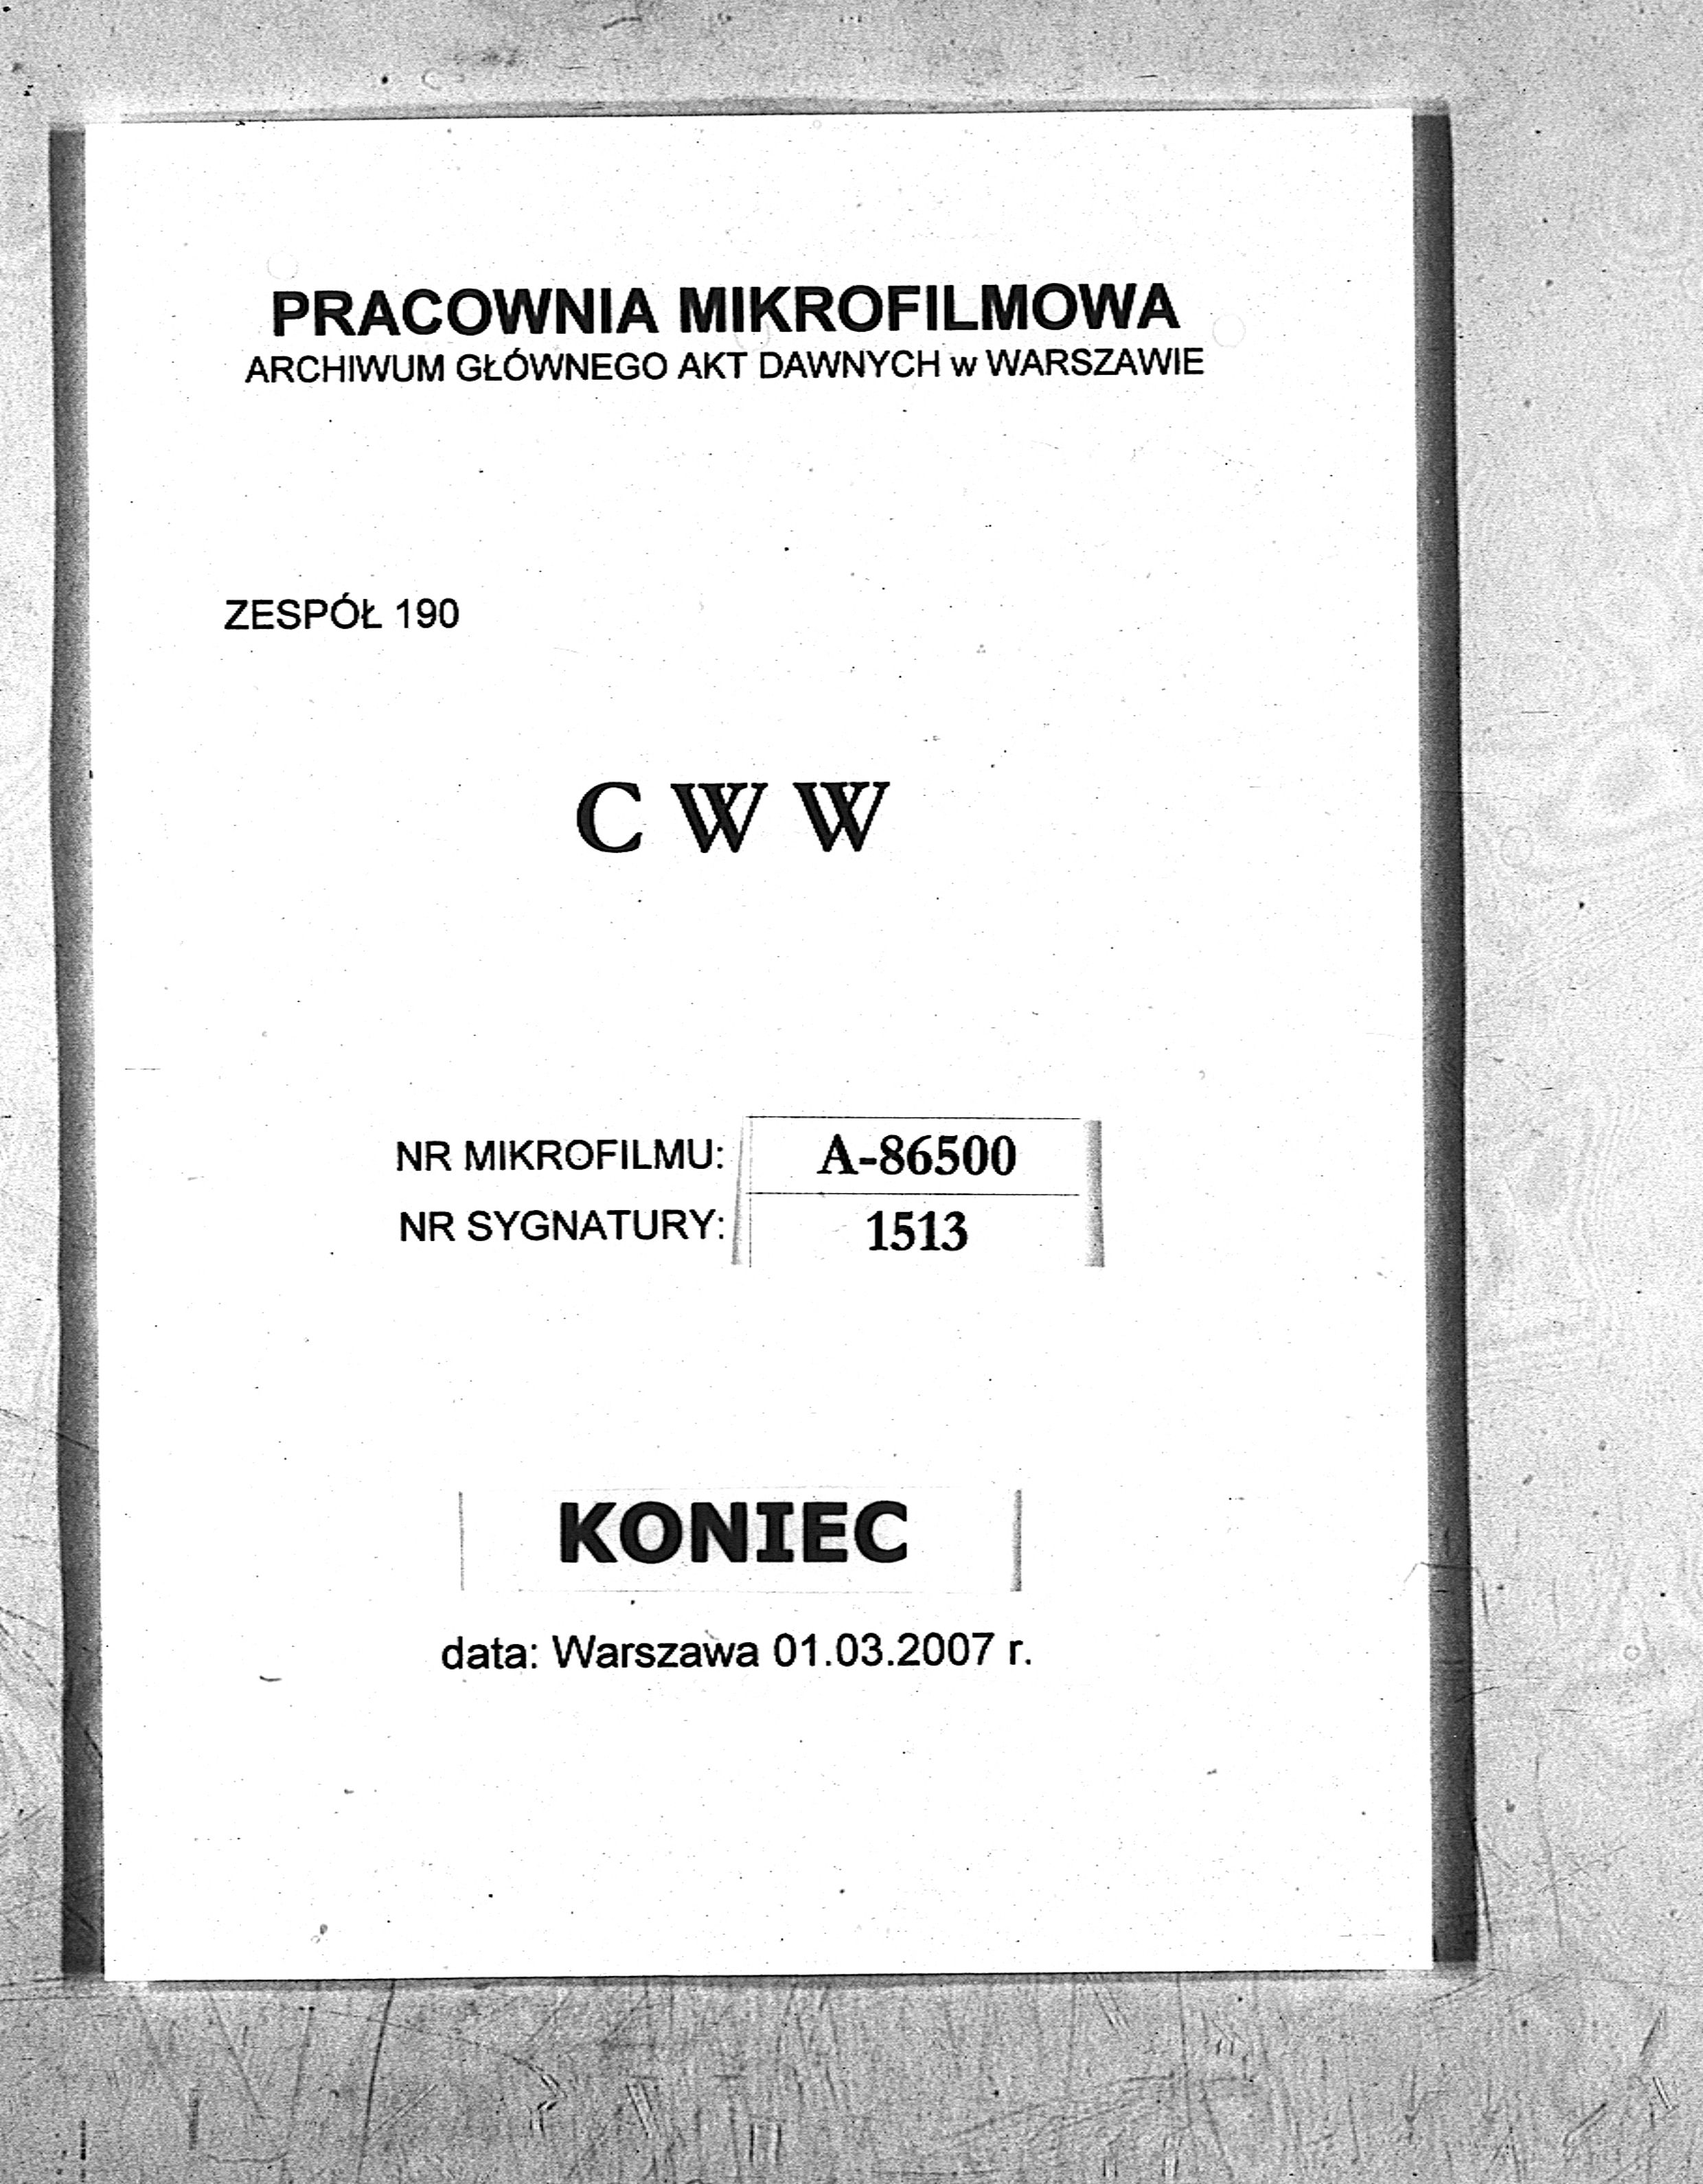 PRACOWNIA MIKROFILMOWA
ARCHIWUM GŁÓWNEGO AKT DAWNYCH w WARSZAWIE
ZESPÓŁ 190
C W W
NR MIKROFILMU: A-86500
NR SYGNATURY: 1513
KONIEC
data: Warszawa 01.03.2007 r.